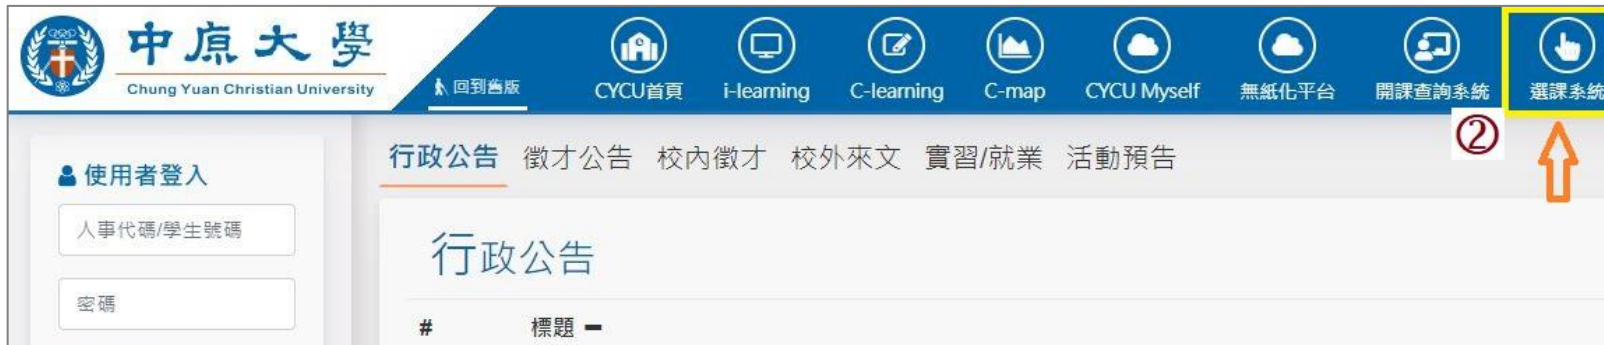 中原大學
Chung Yuan Christian University
回到舊版
CYCU首頁
i-learning
C-learning
C-map
CYCU Myself
無紙化平台
開課查詢系統
選課系統
②
使用者登入
人事代碼/學生號碼
密碼
行政公告 徵才公告 校內徵才 校外來文 實習/就業 活動預告
行政公告
# 標題